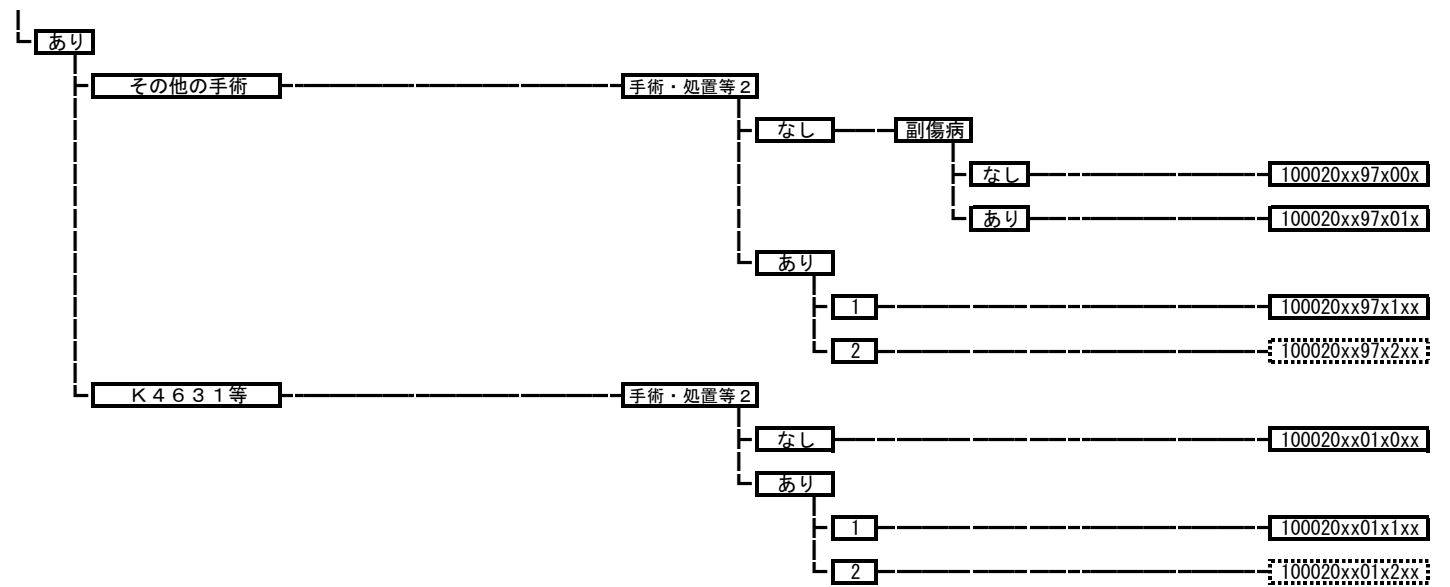 あり
その他の手術 手術・処置等２
なし 副傷病
なし 100020xx97x00x
あり 100020xx97x01x
あり
1 100020xx97x1xx
2 100020xx97x2xx
Ｋ４６３１等 手術・処置等２
なし 100020xx01x0xx
あり
1 100020xx01x1xx
2 100020xx01x2xx